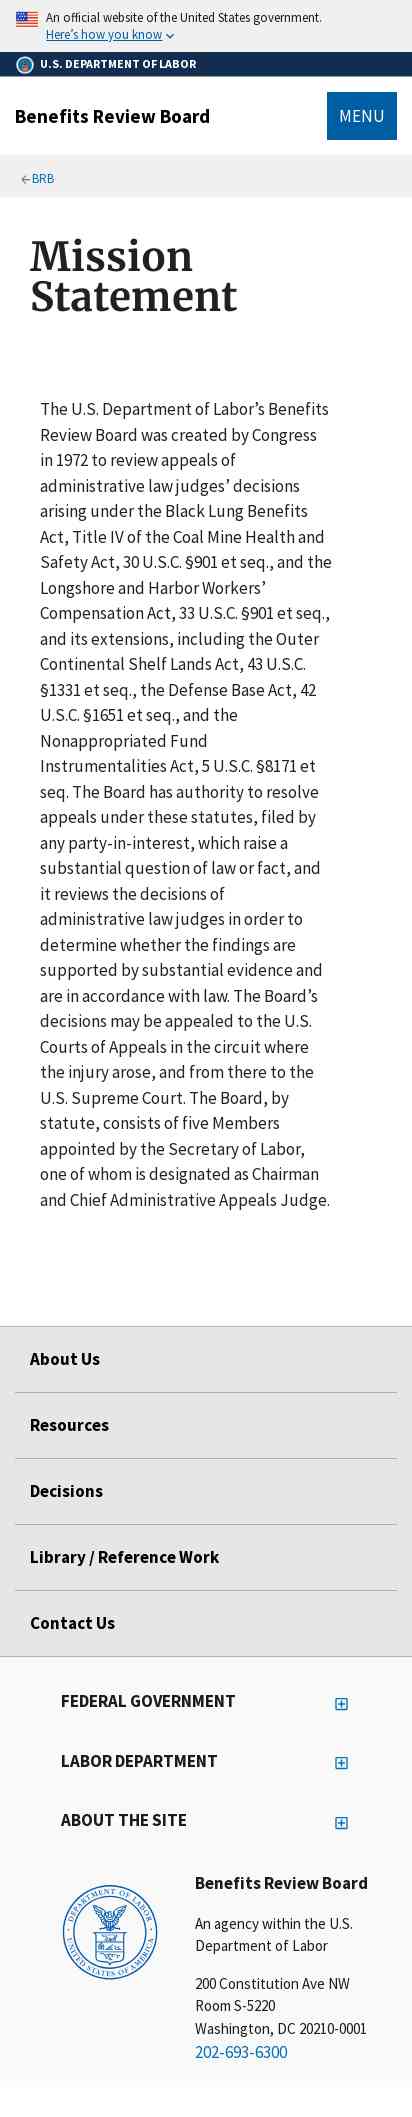 An official website of the United States government.
Here’s how you know
U.S. DEPARTMENT OF LABOR
Benefits Review Board
MENU
BRB
Mission
Statement
The U.S. Department of Labor’s Benefits
Review Board was created by Congress
in 1972 to review appeals of
administrative law judges’ decisions
arising under the Black Lung Benefits
Act, Title IV of the Coal Mine Health and
Safety Act, 30 U.S.C. §901 et seq., and the
Longshore and Harbor Workers’
Compensation Act, 33 U.S.C. §901 et seq.,
and its extensions, including the Outer
Continental Shelf Lands Act, 43 U.S.C.
§1331 et seq., the Defense Base Act, 42
U.S.C. §1651 et seq., and the
Nonappropriated Fund
Instrumentalities Act, 5 U.S.C. §8171 et
seq. The Board has authority to resolve
appeals under these statutes, filed by
any party-in-interest, which raise a
substantial question of law or fact, and
it reviews the decisions of
administrative law judges in order to
determine whether the findings are
supported by substantial evidence and
are in accordance with law. The Board’s
decisions may be appealed to the U.S.
Courts of Appeals in the circuit where
the injury arose, and from there to the
U.S. Supreme Court. The Board, by
statute, consists of five Members
appointed by the Secretary of Labor,
one of whom is designated as Chairman
and Chief Administrative Appeals Judge.
About Us
Resources
Decisions
Library / Reference Work
Contact Us
FEDERAL GOVERNMENT
LABOR DEPARTMENT
ABOUT THE SITE
DEPARTMENT OF LABOR
UNITED STATES OF AMERICA
Benefits Review Board
An agency within the U.S.
Department of Labor
200 Constitution Ave NW
Room S-5220
Washington, DC 20210-0001
202-693-6300